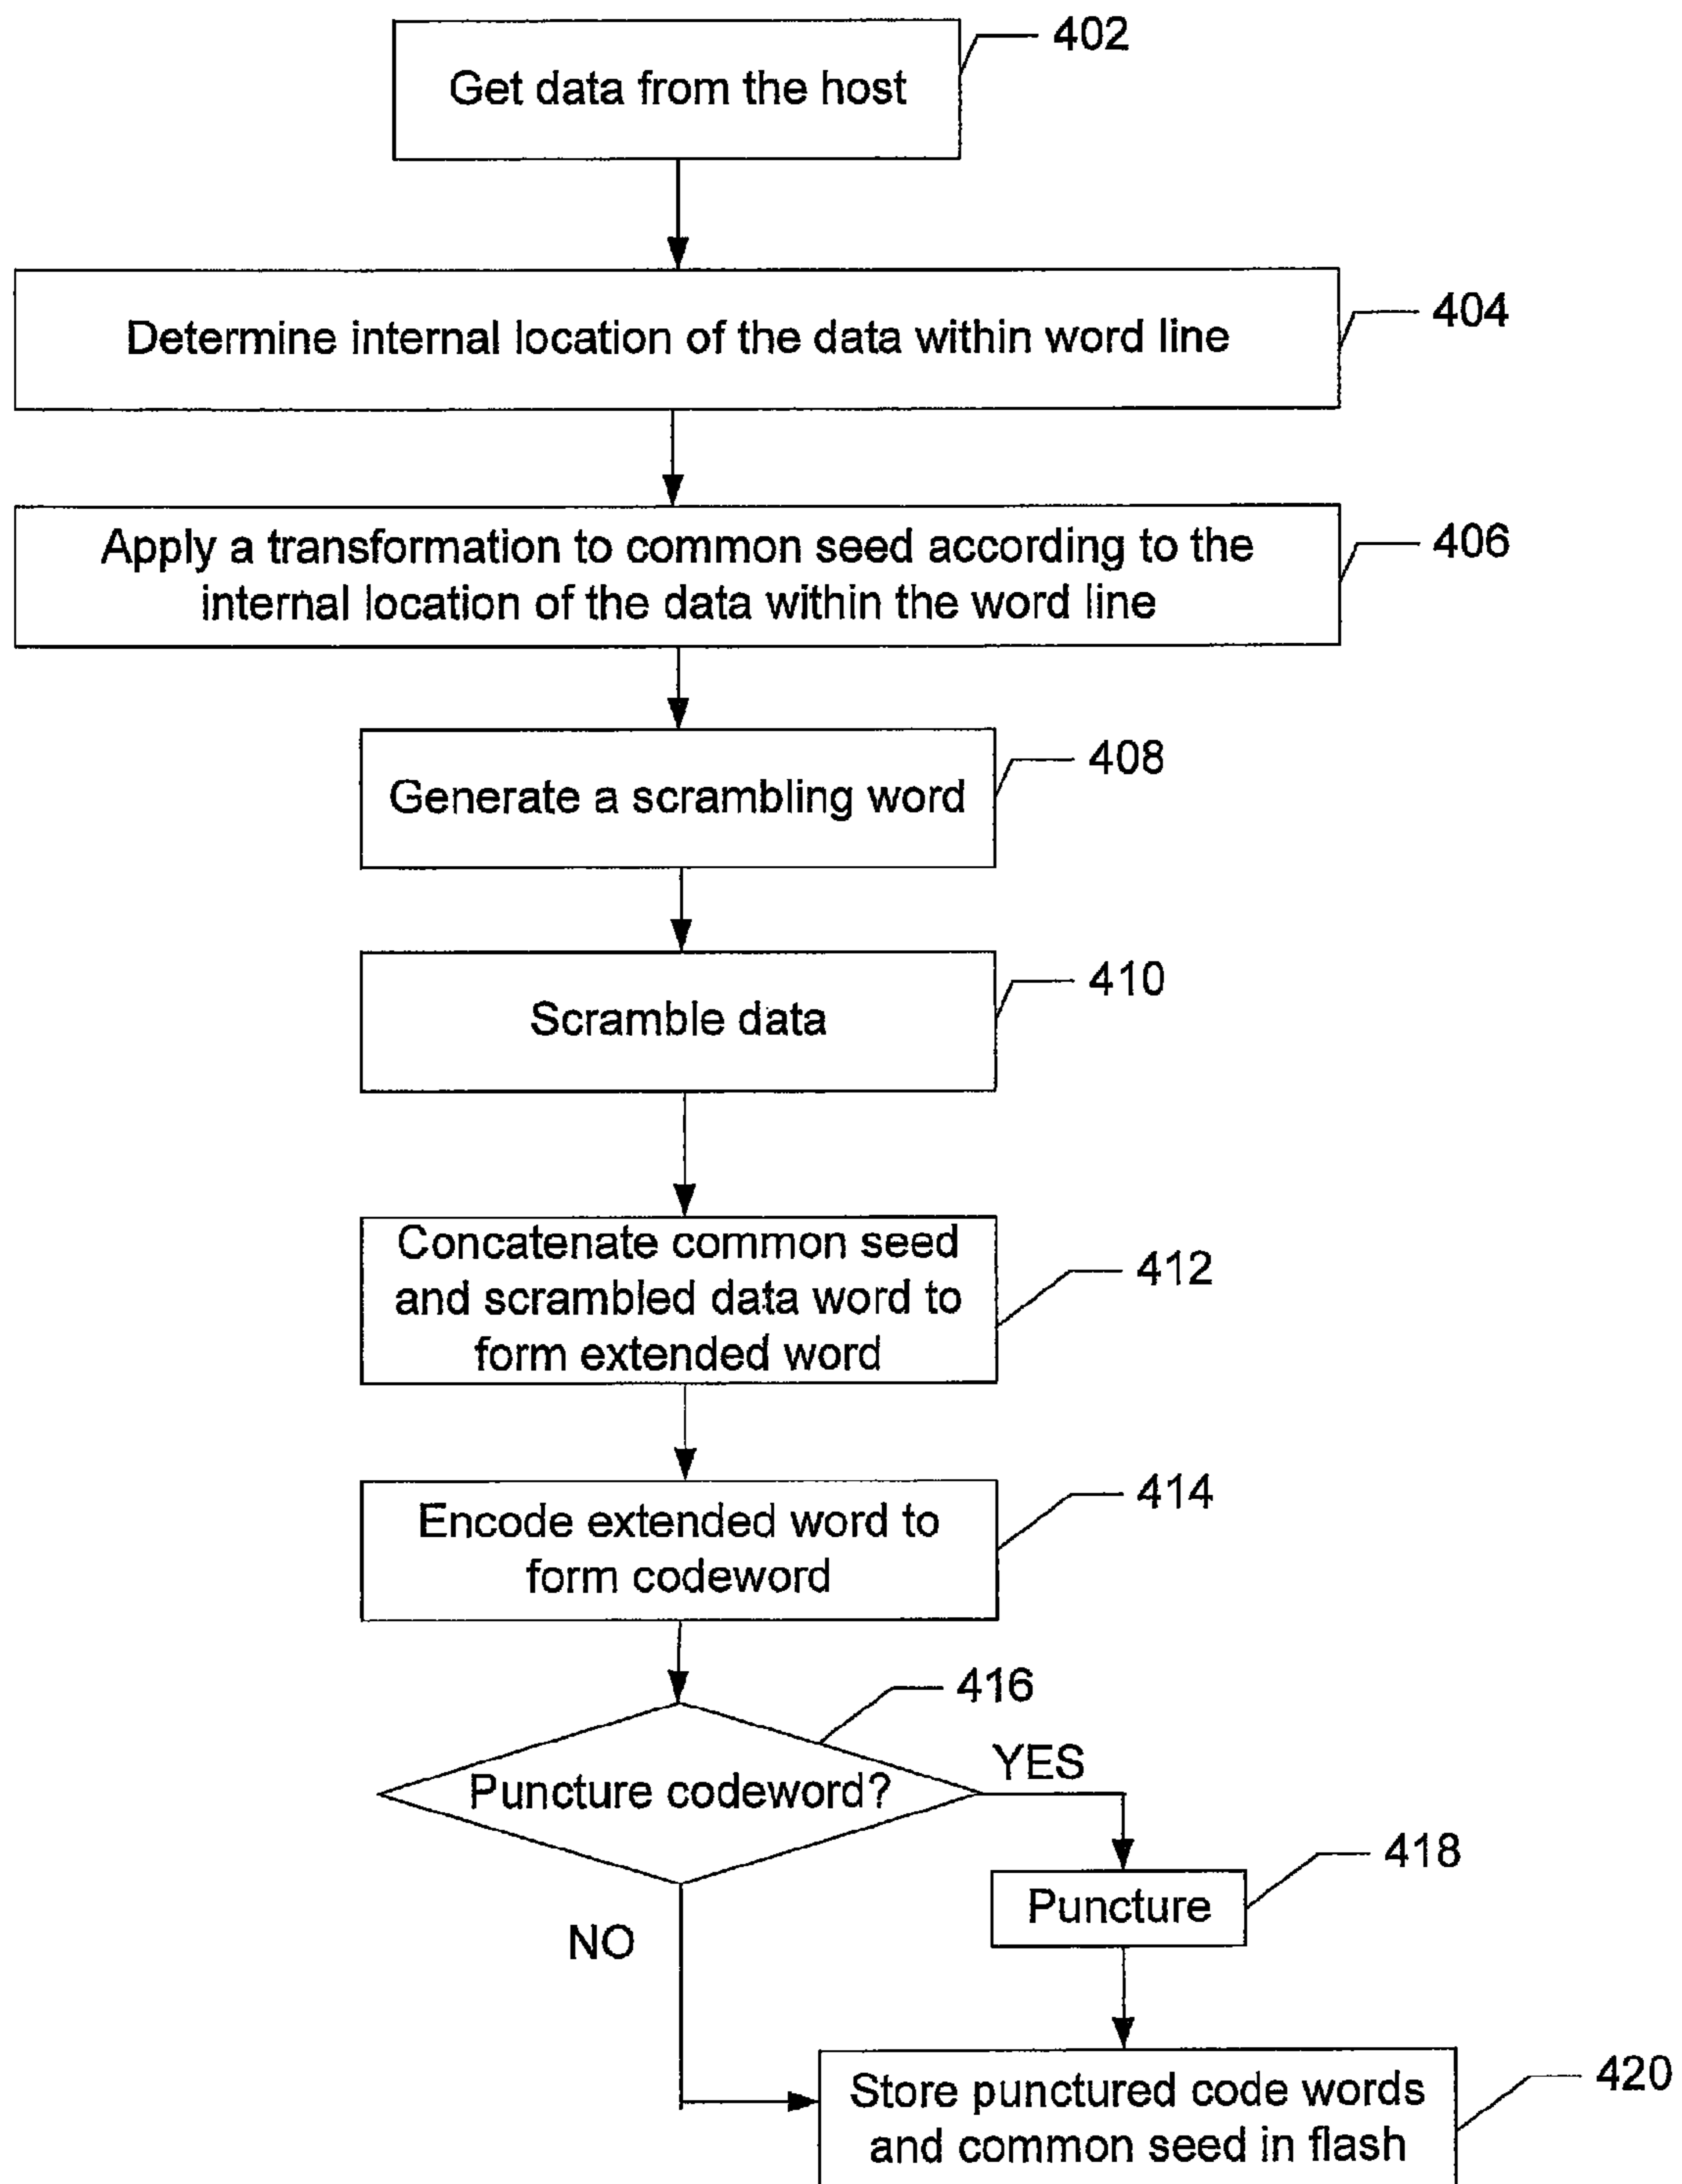 402
Get data from the host
404
Determine internal location of the data within word line
406
Apply a transformation to common seed according to the
internal location of the data within the word line
408
Generate a scrambling word
410
Scramble data
Concatenate common seed
412
and scrambled data word to
form extended word
414
Encode extended word to
form codeword
416
YES
Puncture codeword?
418
Puncture
NO
420
Store punctured code words
and common seed in flash